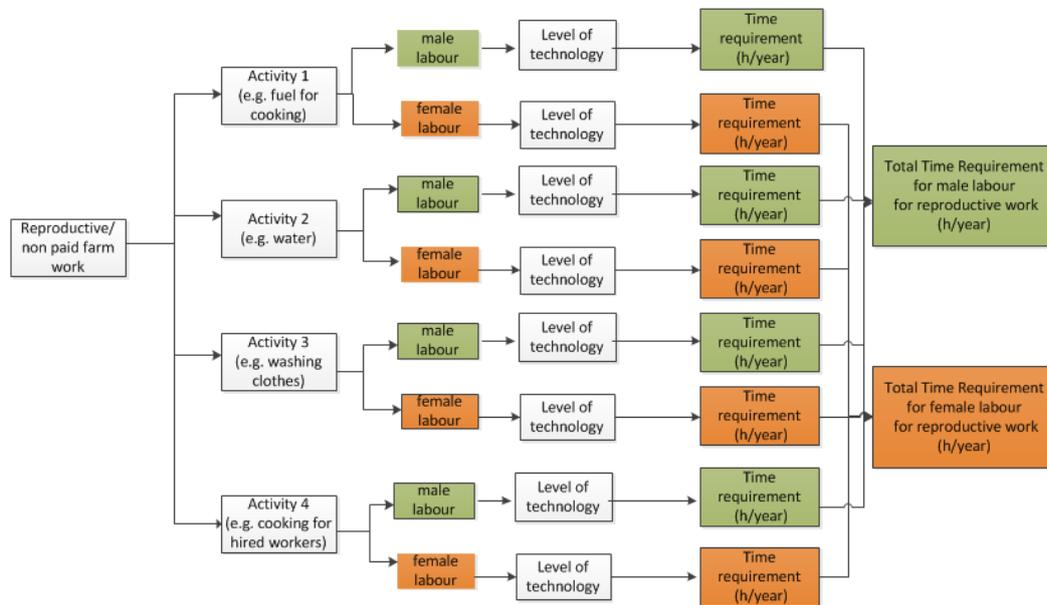 Reproductive/
non paid farm
work
Activity 1
(e.g. fuel for
cooking)
male
labour
Level of
technology
Time
requirement
(h/year)
female
labour
Level of
technology
Time
requirement
(h/year)
Activity 2
(e.g. water)
male
labour
Level of
technology
Time
requirement
(h/year)
female
labour
Level of
technology
Time
requirement
(h/year)
Activity 3
(e.g. washing
clothes)
male
labour
Level of
technology
Time
requirement
(h/year)
female
labour
Level of
technology
Time
requirement
(h/year)
Activity 4
(e.g. cooking for
hired workers)
male
labour
Level of
technology
Time
requirement
(h/year)
female
labour
Level of
technology
Time
requirement
(h/year)
Total Time Requirement
for male labour
for reproductive work
(h/year)
Total Time Requirement
for female labour
for reproductive work
(h/year)